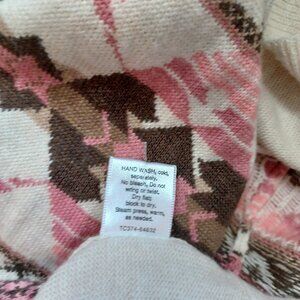 HAND WASH, cold,
separately.
No bleach. Do not
wring or twist.
Dry flat;
block to dry.
Steam press, warm,
as needed.
TC374-64632